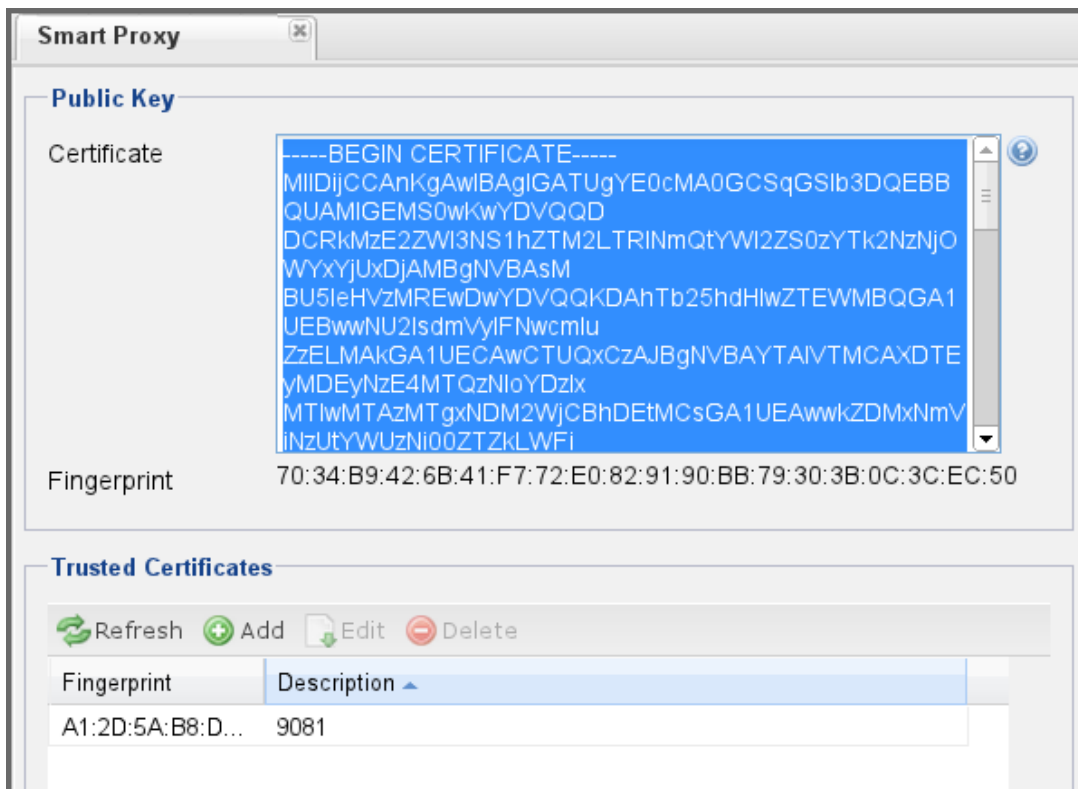 Smart Proxy
Public Key
Certificate
-----BEGIN CERTIFICATE-----
MIIDijCCAnKgAwIBAgIGATUgYE0cMA0GCSqGSIb3DQEBB
QUAMIGEMS0wKwYDVQQD
DCRkMzE2ZWI3NS1hZTM2LTRlNmQtYWI2ZS0zYTk2NzNjO
WYxYjUxDjAMBgNVBAsM
BU5leHVzMREwDwYDVQQKDAhTb25hdHlwZTEWMBQGA1
UEBwwNU2lsdmVyIFNwcmlu
ZzELMAkGA1UECAwCTUQxCzAJBgNVBAYTAlVTMCAXDTE
yMDEyNzE4MTQzNloYDzIx
MTIwMTAzMTgxNDM2WjCBhDEtMCsGA1UEAwwkZDMxNmV
iNzUtYWUzNi00ZTZkLWFi
Fingerprint
70:34:B9:42:6B:41:F7:72:E0:82:91:90:BB:79:30:3B:0C:3C:EC:50
Trusted Certificates
Refresh Add Edit Delete
Fingerprint Description
A1:2D:5A:B8:D... 9081